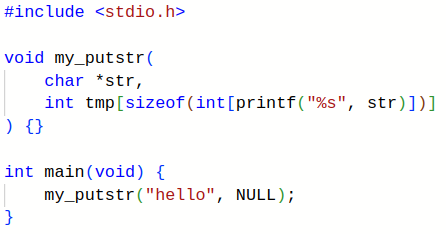 #include <stdio.h>
void my_putstr(
    char *str,
    int tmp[sizeof(int[printf("%s", str)])]
) {}
int main(void) {
    my_putstr("hello", NULL);
}